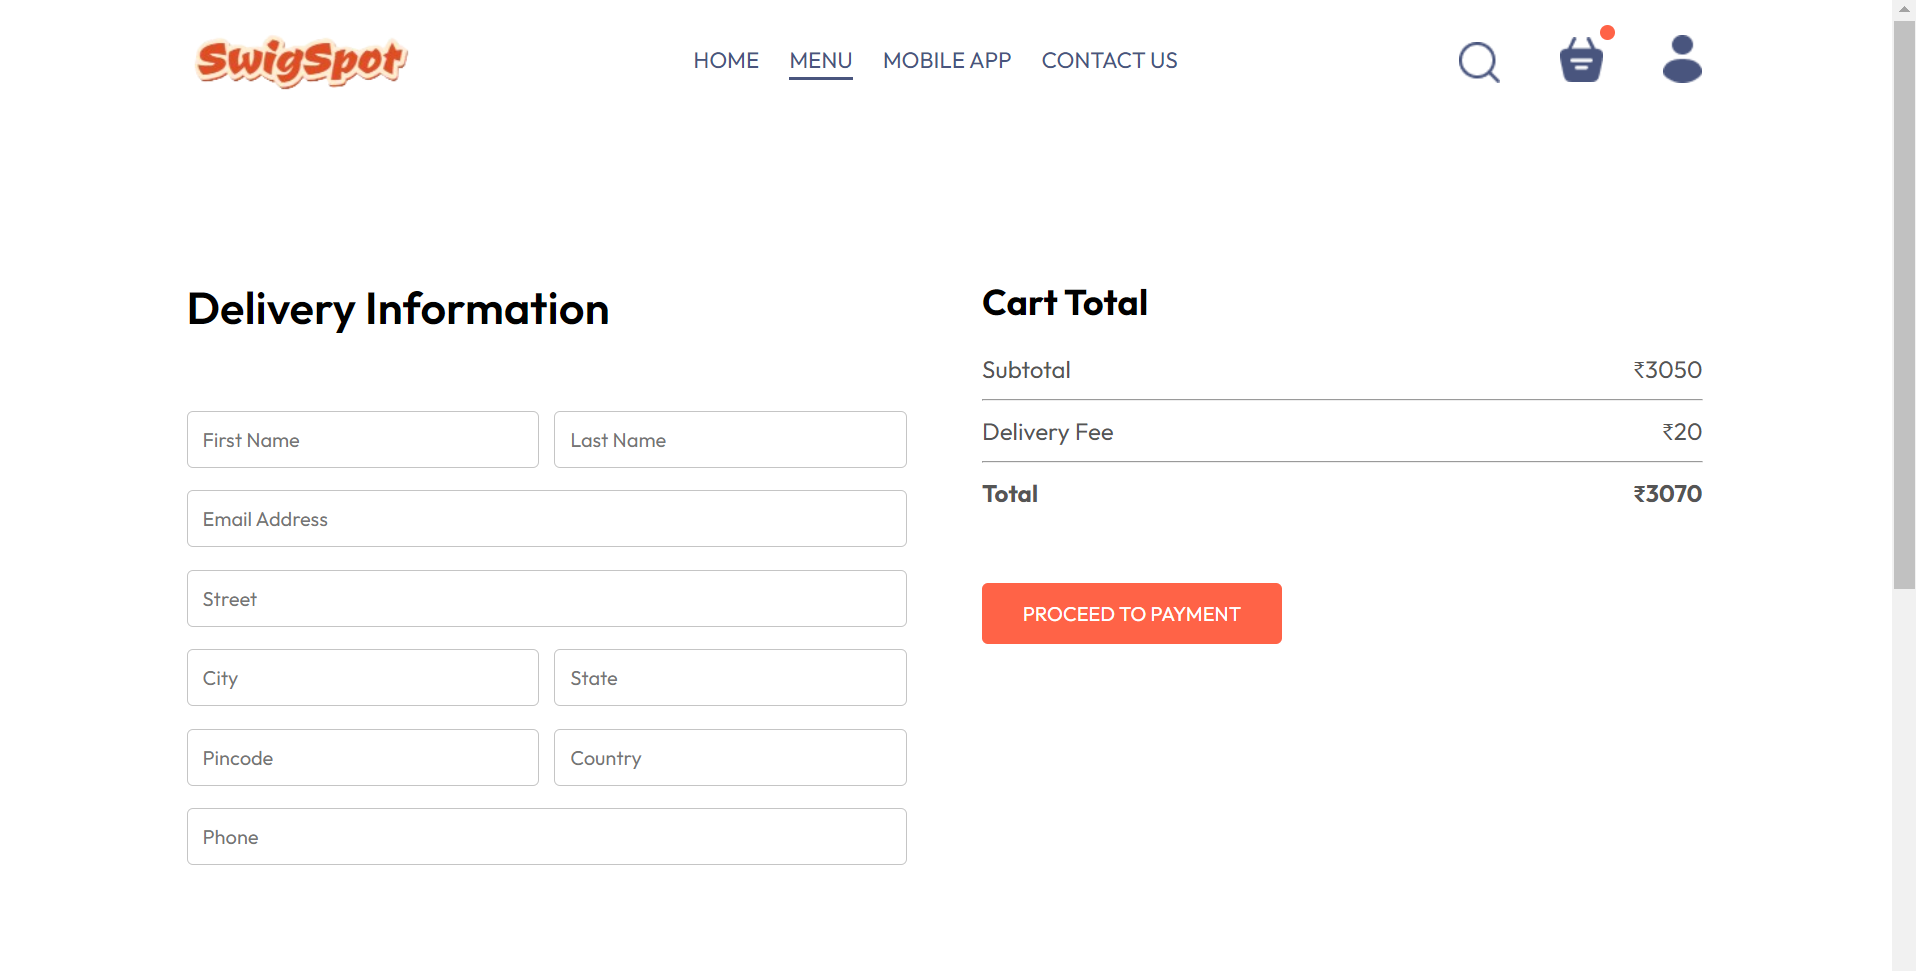 SwigSpot
HOME MENU MOBILE APP CONTACT US
Delivery Information
First Name Last Name
Email Address
Street
City State
Pincode Country
Phone
Cart Total
Subtotal ₹3050
Delivery Fee ₹20
Total ₹3070
PROCEED TO PAYMENT